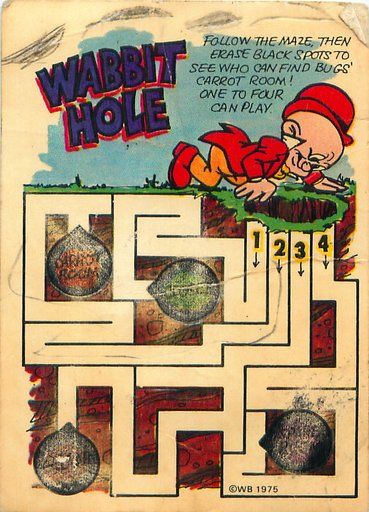 WABBIT
HOLE
FOLLOW THE MAZE, THEN
ERASE BLACK SPOTS TO
SEE WHO CAN FIND BUGS'
CARROT ROOM!
ONE TO FOUR
CAN PLAY.
1 2 3 4
CARROT
ROOM
©WB 1975